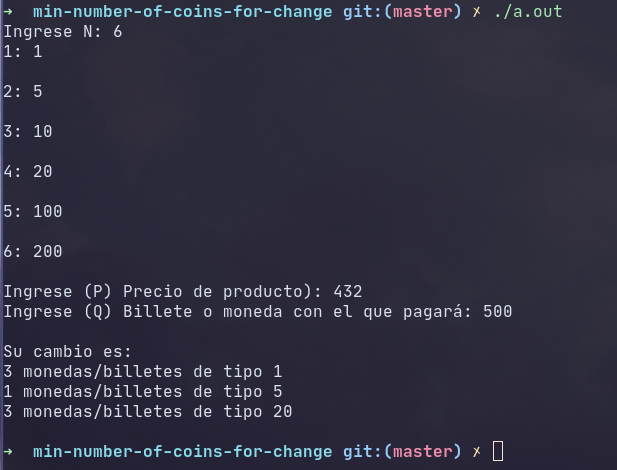 → min-number-of-coins-for-change git:(master) ✗ ./a.out
Ingrese N: 6
1: 1
2: 5
3: 10
4: 20
5: 100
6: 200
Ingrese (P) Precio de producto): 432
Ingrese (Q) Billete o moneda con el que pagará: 500
Su cambio es:
3 monedas/billetes de tipo 1
1 monedas/billetes de tipo 5
3 monedas/billetes de tipo 20
→ min-number-of-coins-for-change git:(master) ✗